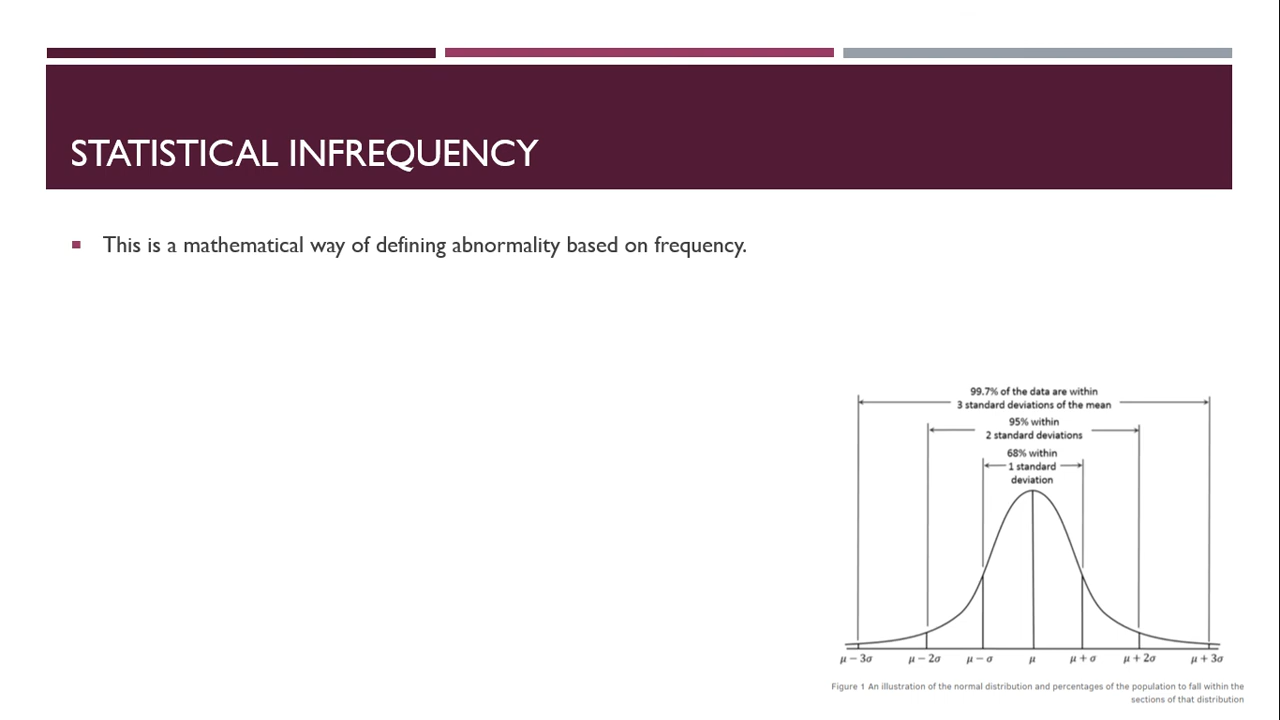 STATISTICAL INFREQUENCY
This is a mathematical way of defining abnormality based on frequency.
99.7% of the data are within
3 standard deviations of the mean
95% within
2 standard deviations
68% within
1 standard
deviation
μ − 3σ μ − 2σ μ − σ μ μ + σ μ + 2σ μ + 3σ
Figure 1 An illustration of the normal distribution and percentages of the population to fall within the
sections of that distribution